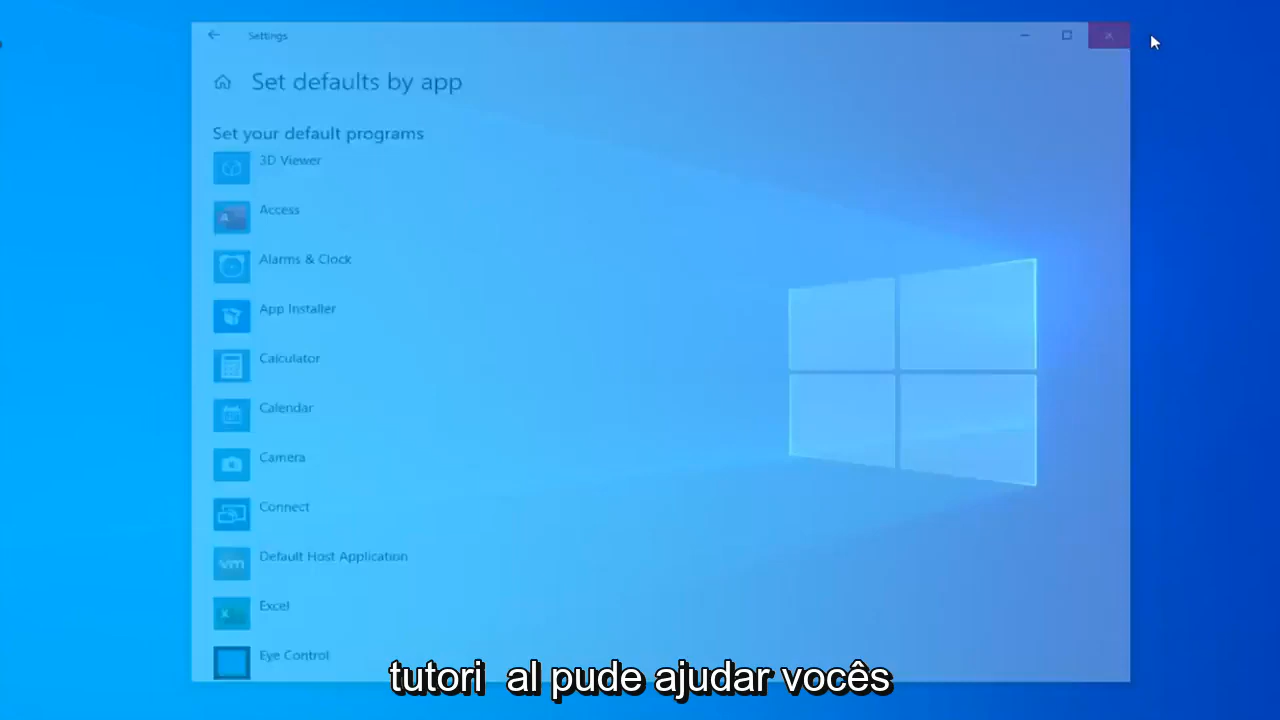 Settings
Set defaults by app
Set your default programs
3D Viewer
Access
A
Alarms & Clock
App Installer
Calculator
Calendar
Camera
Connect
Default Host Application
vm
Excel
X
Eye Control
tutori al pude ajudar vocês